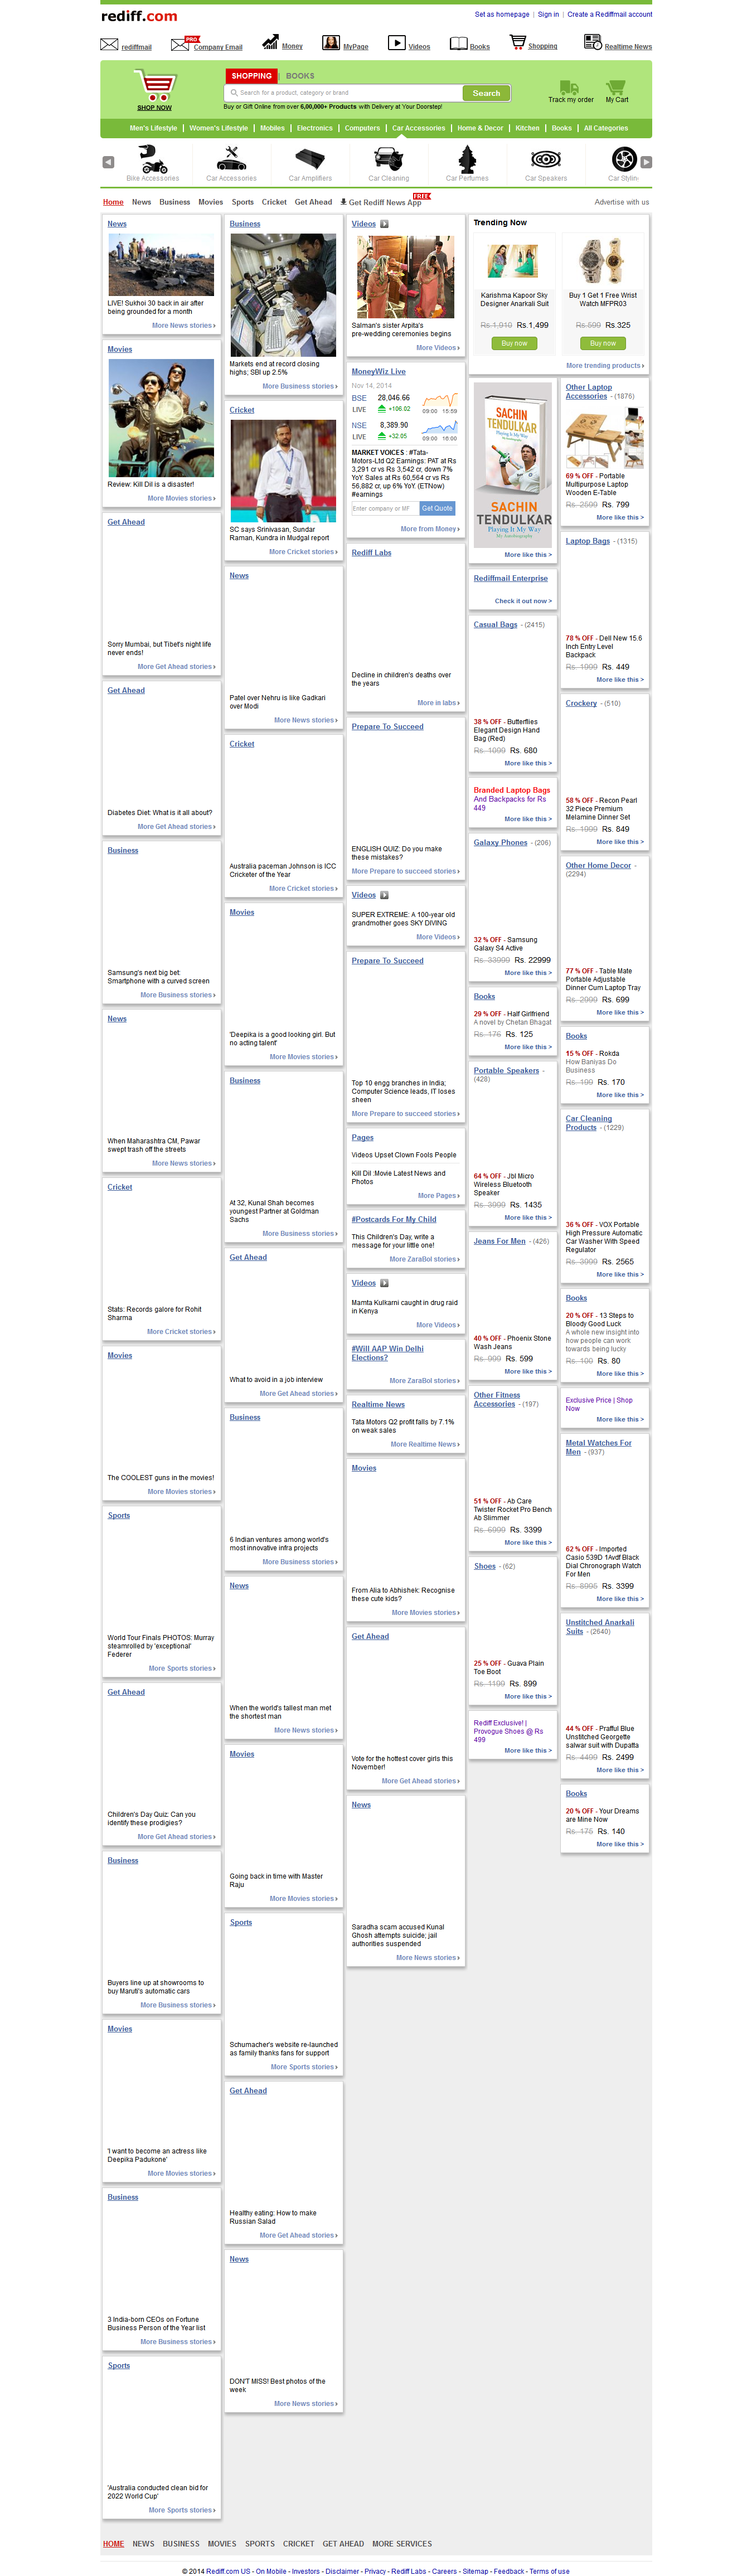 rediff.com
Set as homepage | Sign in | Create a Rediffmail account
rediffmail
PRO
Company Email
Money
MyPage
Videos
Books
Shopping
Realtime News
SHOP NOW
SHOPPING
BOOKS
Search for a product, category or brand
Search
Buy or Gift Online from over 6,00,000+ Products with Delivery at Your Doorstep!
Track my order
My Cart
Men's Lifestyle | Women's Lifestyle | Mobiles | Electronics | Computers | Car Accessories | Home & Decor | Kitchen | Books | All Categories
Bike Accessories
Car Accessories
Car Amplifiers
Car Cleaning
Car Perfumes
Car Speakers
Car Stylin
Home News Business Movies Sports Cricket Get Ahead Get Rediff News App
FREE
Advertise with us
News
LIVE! Sukhoi 30 back in air after
being grounded for a month
More News stories
Movies
Review: Kill Dil is a disaster!
More Movies stories
Get Ahead
Sorry Mumbai, but Tibet's night life
never ends!
More Get Ahead stories
Get Ahead
Diabetes Diet: What is it all about?
More Get Ahead stories
Business
Samsung's next big bet:
Smartphone with a curved screen
More Business stories
News
When Maharashtra CM, Pawar
swept trash off the streets
More News stories
Cricket
Stats: Records galore for Rohit
Sharma
More Cricket stories
Movies
The COOLEST guns in the movies!
More Movies stories
Sports
World Tour Finals PHOTOS: Murray
steamrolled by 'exceptional'
Federer
More Sports stories
Get Ahead
Children's Day Quiz: Can you
identify these prodigies?
More Get Ahead stories
Business
Buyers line up at showrooms to
buy Maruti's automatic cars
More Business stories
Movies
'I want to become an actress like
Deepika Padukone'
More Movies stories
Business
3 India-born CEOs on Fortune
Business Person of the Year list
More Business stories
Sports
'Australia conducted clean bid for
2022 World Cup'
More Sports stories
Business
Markets end at record closing
highs; SBI up 2.5%
More Business stories
Cricket
SC says Srinivasan, Sundar
Raman, Kundra in Mudgal report
More Cricket stories
News
Patel over Nehru is like Gadkari
over Modi
More News stories
Cricket
Australia paceman Johnson is ICC
Cricketer of the Year
More Cricket stories
Movies
'Deepika is a good looking girl. But
no acting talent'
More Movies stories
Business
At 32, Kunal Shah becomes
youngest Partner at Goldman
Sachs
More Business stories
Get Ahead
What to avoid in a job interview
More Get Ahead stories
Business
6 Indian ventures among world's
most innovative infra projects
More Business stories
News
When the world's tallest man met
the shortest man
More News stories
Movies
Going back in time with Master
Raju
More Movies stories
Sports
Schumacher's website re-launched
as family thanks fans for support
More Sports stories
Get Ahead
Healthy eating: How to make
Russian Salad
More Get Ahead stories
News
DON'T MISS! Best photos of the
week
More News stories
Videos
Salman's sister Arpita's
pre-wedding ceremonies begins
More Videos
MoneyWiz Live
Nov 14, 2014
BSE 28,046.66
LIVE +106.02
09:00 15:59
NSE 8,389.90
LIVE +32.05
09:00 16:00
MARKET VOICES : #Tata-
Motors-Ltd Q2 Earnings: PAT at Rs
3,291 cr vs Rs 3,542 cr, down 7%
YoY. Sales at Rs 60,564 cr vs Rs
56,882 cr, up 6% YoY. (ETNow)
#earnings
Enter company or MF
Get Quote
More from Money
Rediff Labs
Decline in children's deaths over
the years
More in labs
Prepare To Succeed
ENGLISH QUIZ: Do you make
these mistakes?
More Prepare to succeed stories
Videos
SUPER EXTREME: A 100-year old
grandmother goes SKY DIVING
More Videos
Prepare To Succeed
Top 10 engg branches in India;
Computer Science leads, IT loses
sheen
More Prepare to succeed stories
Pages
Videos Upset Clown Fools People
Kill Dil :Movie Latest News and
Photos
More Pages
#Postcards For My Child
This Children's Day, write a
message for your little one!
More ZaraBol stories
Videos
Mamta Kulkarni caught in drug raid
in Kenya
More Videos
#Will AAP Win Delhi
Elections?
More ZaraBol stories
Realtime News
Tata Motors Q2 profit falls by 7.1%
on weak sales
More Realtime News
Movies
From Alia to Abhishek: Recognise
these cute kids?
More Movies stories
Get Ahead
Vote for the hottest cover girls this
November!
More Get Ahead stories
News
Saradha scam accused Kunal
Ghosh attempts suicide; jail
authorities suspended
More News stories
Trending Now
Karishma Kapoor Sky
Designer Anarkali Suit
Rs.1,910 Rs.1,499
Buy now
Buy 1 Get 1 Free Wrist
Watch MFPR03
Rs.599 Rs.325
Buy now
More trending products
SACHIN
TENDULKAR
Playing It My Way
SACHIN
TENDULKAR
Playing It My Way
My Autobiography
More like this >
Rediffmail Enterprise
Check it out now >
Casual Bags - (2415)
38 % OFF - Butterflies
Elegant Design Hand
Bag (Red)
Rs. 1099 Rs. 680
More like this >
Branded Laptop Bags
And Backpacks for Rs
449
More like this >
Galaxy Phones - (206)
32 % OFF - Samsung
Galaxy S4 Active
Rs. 33000 Rs. 22999
More like this >
Books
29 % OFF - Half Girlfriend
A novel by Chetan Bhagat
Rs. 176 Rs. 125
More like this >
Portable Speakers -
(428)
64 % OFF - Jbl Micro
Wireless Bluetooth
Speaker
Rs. 3990 Rs. 1435
More like this >
Jeans For Men - (426)
40 % OFF - Phoenix Stone
Wash Jeans
Rs. 999 Rs. 599
More like this >
Other Fitness
Accessories - (197)
51 % OFF - Ab Care
Twister Rocket Pro Bench
Ab Slimmer
Rs. 6999 Rs. 3399
More like this >
Shoes - (62)
25 % OFF - Guava Plain
Toe Boot
Rs. 1199 Rs. 899
More like this >
Rediff Exclusive! |
Provogue Shoes @ Rs
499
More like this >
Other Laptop
Accessories - (1876)
69 % OFF - Portable
Multipurpose Laptop
Wooden E-Table
Rs. 2599 Rs. 799
More like this >
Laptop Bags - (1315)
78 % OFF - Dell New 15.6
Inch Entry Level
Backpack
Rs. 1999 Rs. 449
More like this >
Crockery - (510)
58 % OFF - Recon Pearl
32 Piece Premium
Melamine Dinner Set
Rs. 1999 Rs. 849
More like this >
Other Home Decor -
(2294)
77 % OFF - Table Mate
Portable Adjustable
Dinner Cum Laptop Tray
Rs. 2999 Rs. 699
More like this >
Books
15 % OFF - Rokda
How Baniyas Do
Business
Rs. 199 Rs. 170
More like this >
Car Cleaning
Products - (1229)
36 % OFF - VOX Portable
High Pressure Automatic
Car Washer With Speed
Regulator
Rs. 3999 Rs. 2565
More like this >
Books
20 % OFF - 13 Steps to
Bloody Good Luck
A whole new insight into
how people can work
towards being lucky
Rs. 100 Rs. 80
More like this >
Exclusive Price | Shop
Now
More like this >
Metal Watches For
Men - (937)
62 % OFF - Imported
Casio 539D 1Avdf Black
Dial Chronograph Watch
For Men
Rs. 8995 Rs. 3399
More like this >
Unstitched Anarkali
Suits - (2640)
44 % OFF - Prafful Blue
Unstitched Georgette
salwar suit with Dupatta
Rs. 4499 Rs. 2499
More like this >
Books
20 % OFF - Your Dreams
are Mine Now
Rs. 175 Rs. 140
More like this >
HOME NEWS BUSINESS MOVIES SPORTS CRICKET GET AHEAD MORE SERVICES
© 2014 Rediff.com US - On Mobile - Investors - Disclaimer - Privacy - Rediff Labs - Careers - Sitemap - Feedback - Terms of use